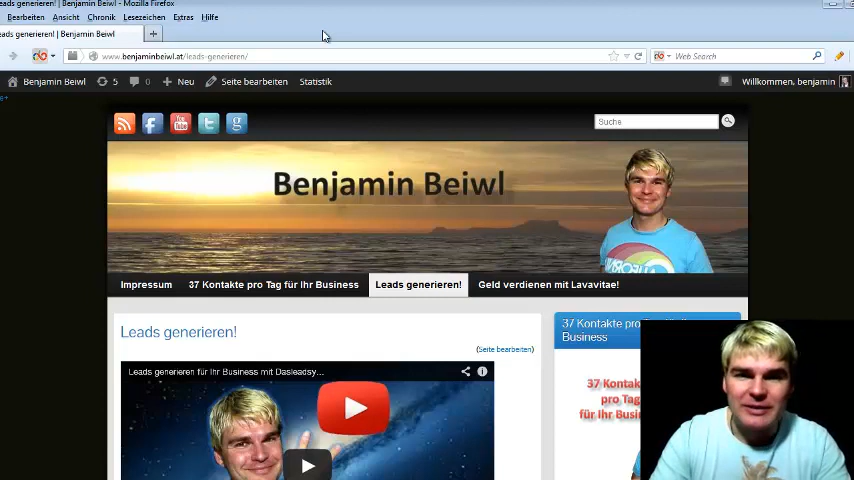 Leads generieren! | Benjamin Beiwl - Mozilla Firefox
Bearbeiten Ansicht Chronik Lesezeichen Extras Hilfe
eads generieren! | Benjamin Beiwl
www.benjaminbeiwl.at/leads-generieren/
Web Search
Benjamin Beiwl 5 0 + Neu Seite bearbeiten Statistik Willkommen, benjamin
Suche
Benjamin Beiwl
Impressum 37 Kontakte pro Tag für Ihr Business Leads generieren! Geld verdienen mit Lavavitae!
Leads generieren!
(Seite bearbeiten)
37 Kontakte pro
Business
Leads generieren für Ihr Business mit Dasleadsy...
37 Kontak
pro Tag
für Ihr Busin